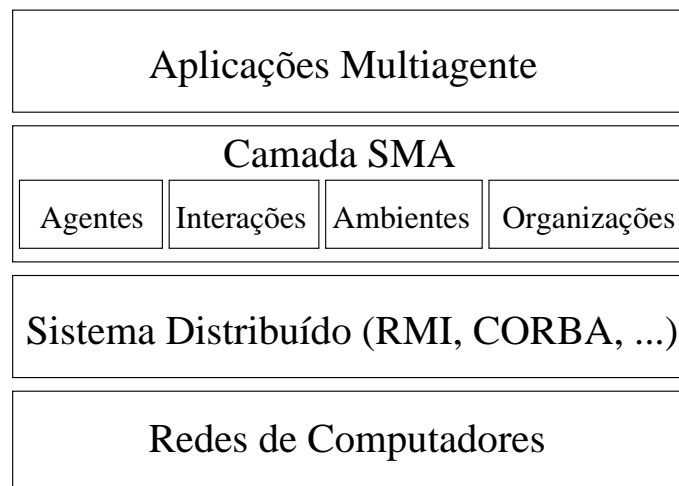 Aplicações Multiagente
Camada SMA
Agentes Interações Ambientes Organizações
Sistema Distribuído (RMI, CORBA, ...)
Redes de Computadores